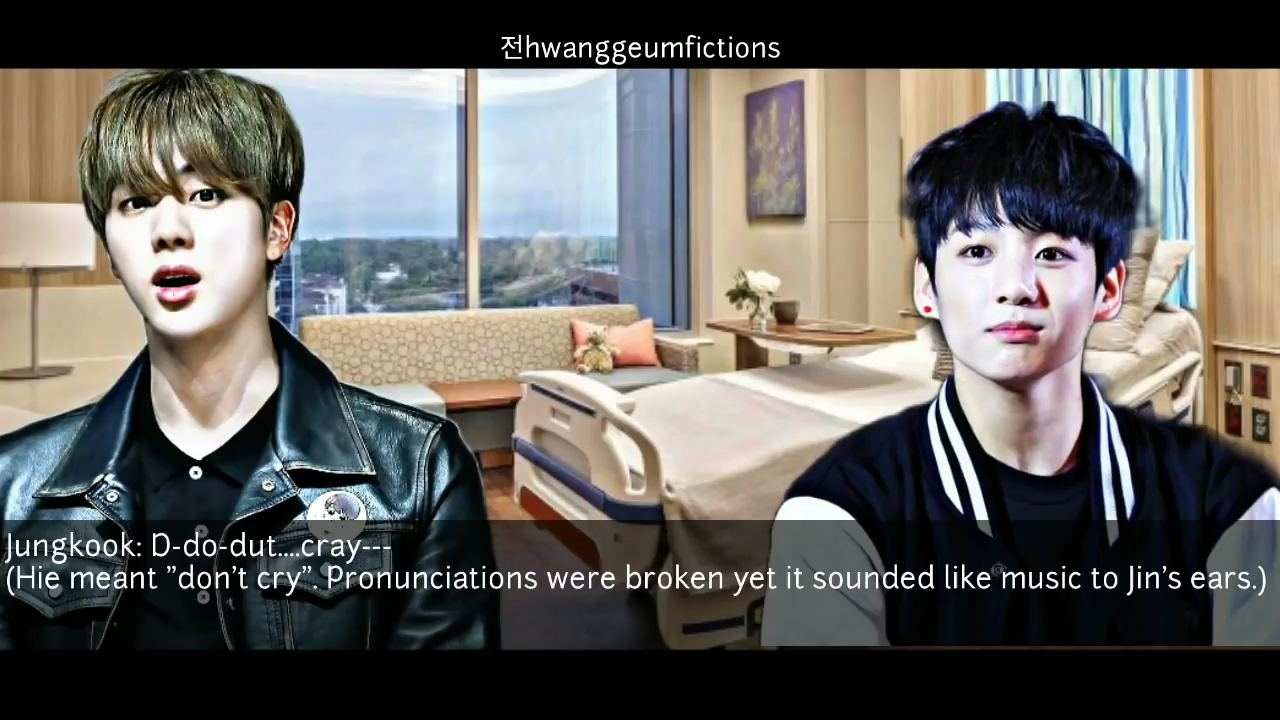 전hwanggeumfictions
Jungkook: D-do-dut....cray---
(Hie meant "don't cry". Pronunciations were broken yet it sounded like music to Jin's ears.)